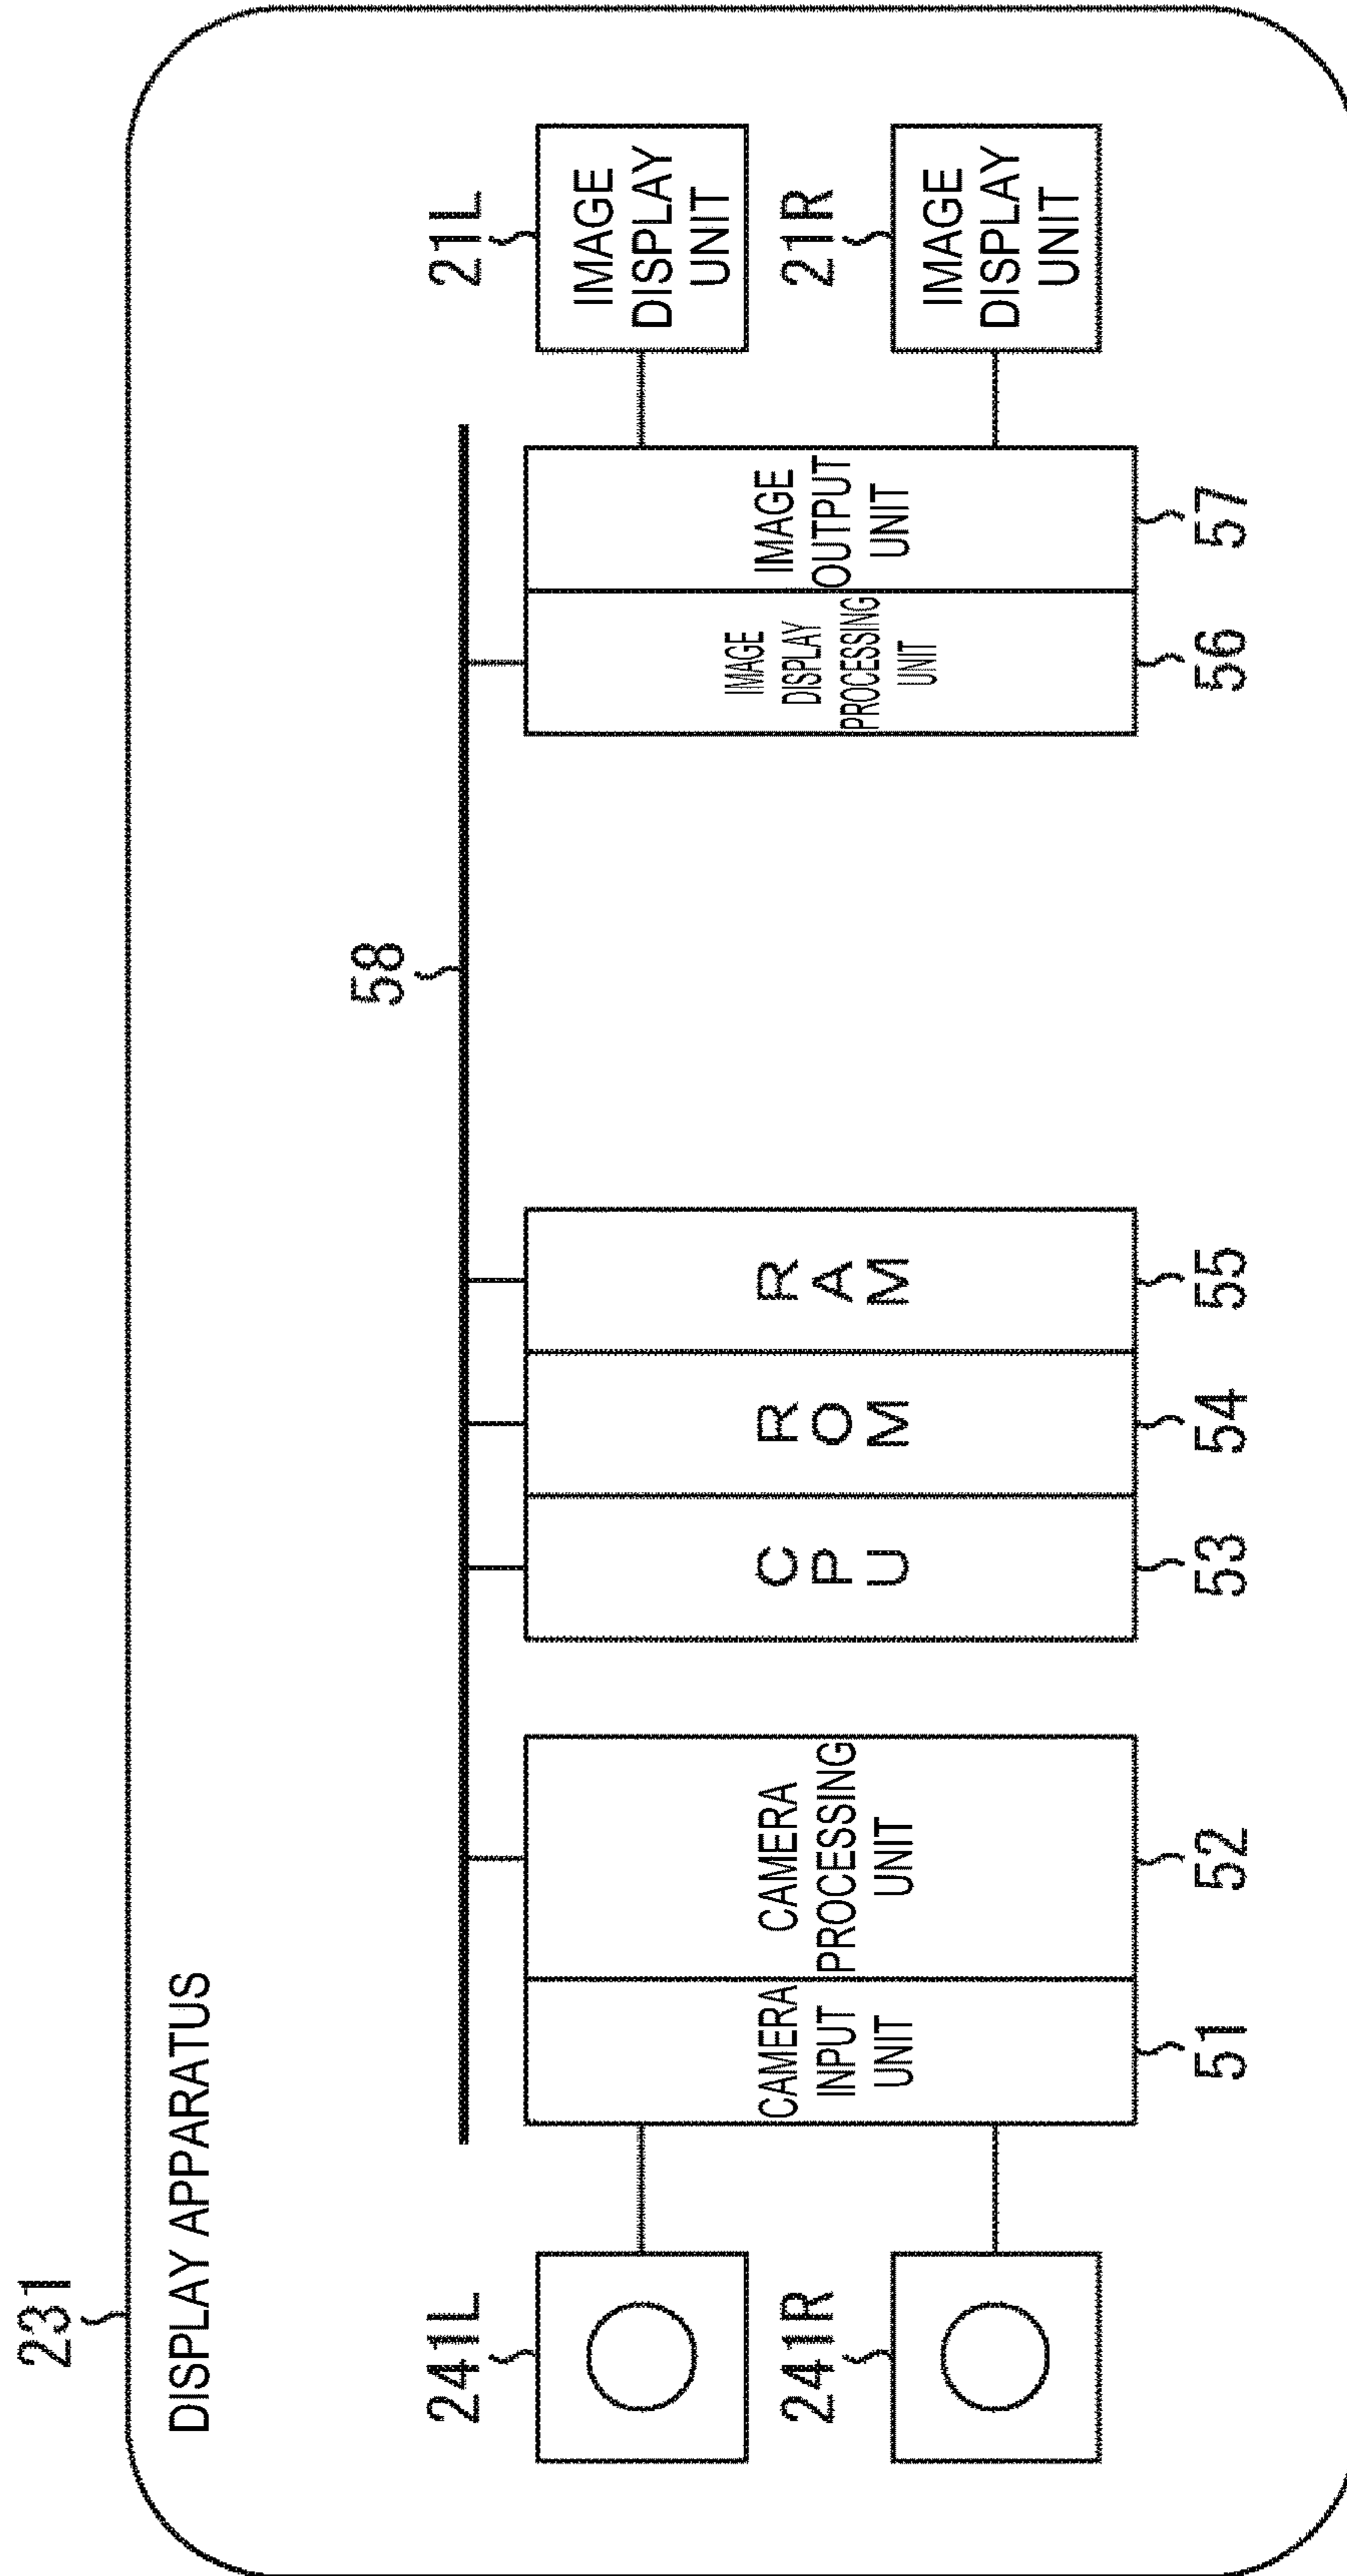 231
DISPLAY APPARATUS
58
241L
241R
CAMERA
INPUT
UNIT
51
CAMERA
PROCESSING
UNIT
52
C
P
U
53
R
O
M
54
R
A
M
55
IMAGE
DISPLAY
PROCESSING
UNIT
56
IMAGE
OUTPUT
UNIT
57
21L
IMAGE
DISPLAY
UNIT
21R
IMAGE
DISPLAY
UNIT